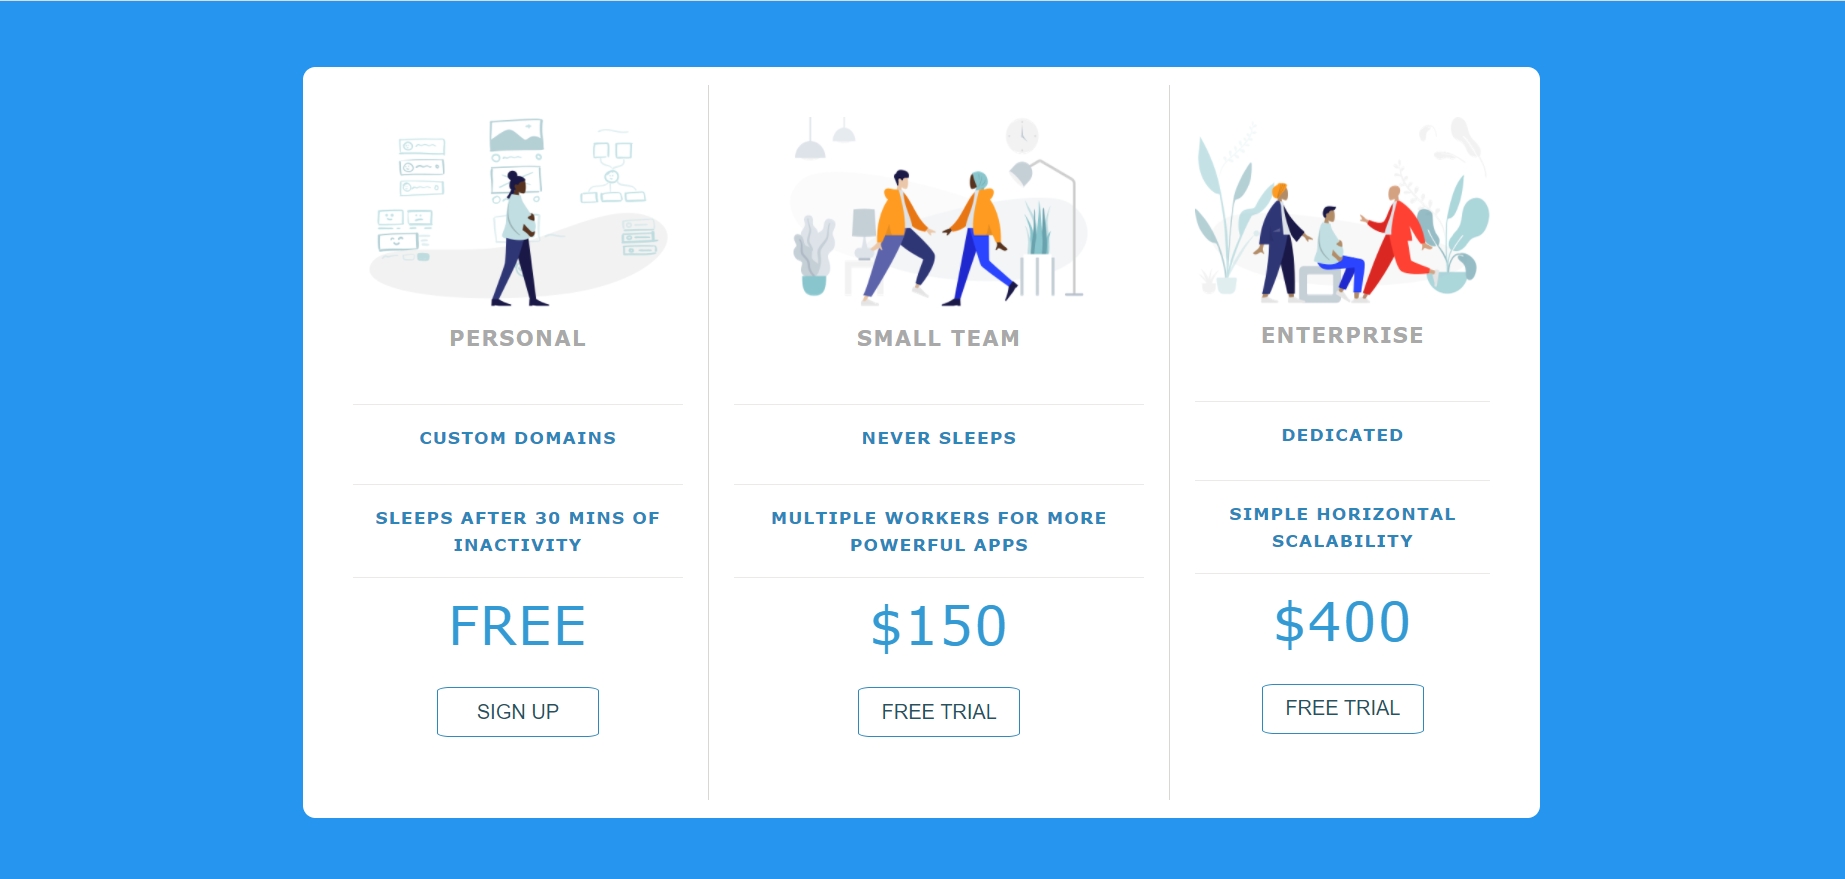 PERSONAL
CUSTOM DOMAINS
SLEEPS AFTER 30 MINS OF
INACTIVITY
FREE
SIGN UP
SMALL TEAM
NEVER SLEEPS
MULTIPLE WORKERS FOR MORE
POWERFUL APPS
$150
FREE TRIAL
ENTERPRISE
DEDICATED
SIMPLE HORIZONTAL
SCALABILITY
$400
FREE TRIAL